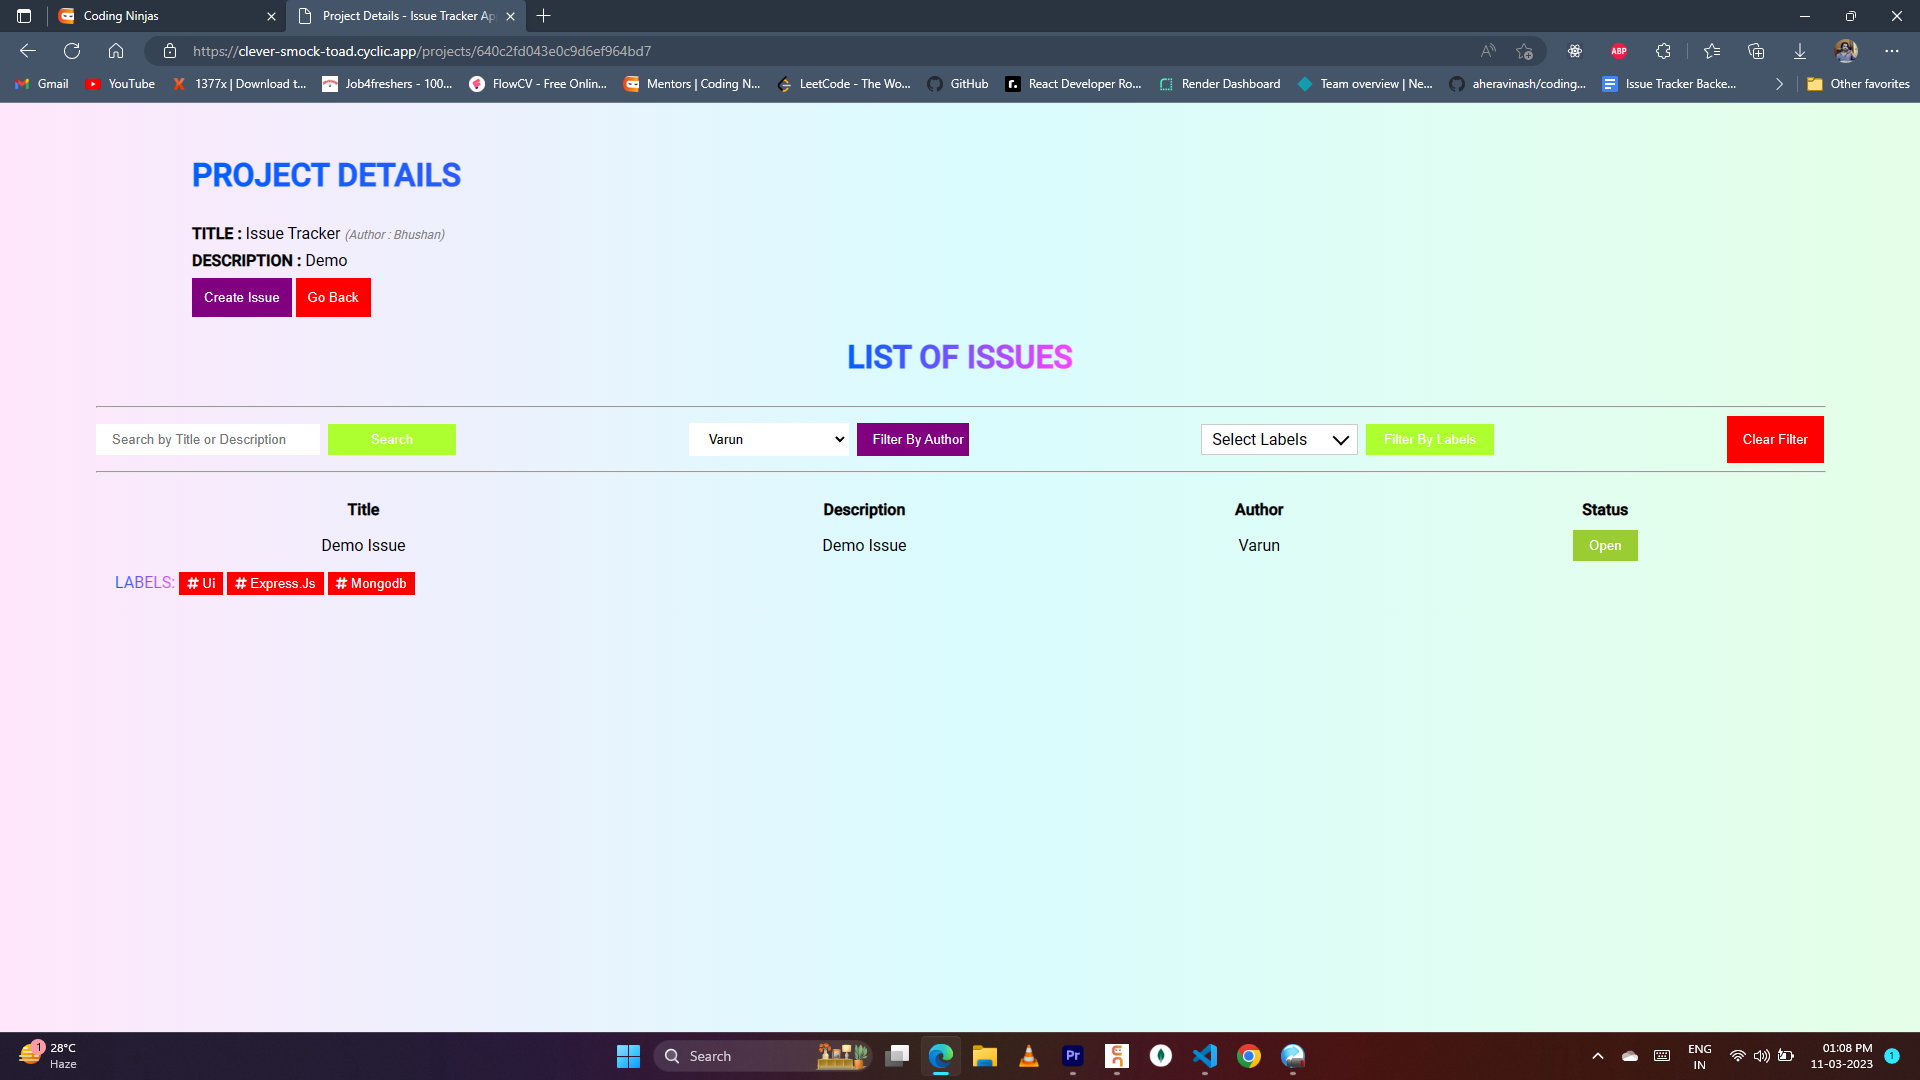 Coding Ninjas
Project Details - Issue Tracker Ap
https://clever-smock-toad.cyclic.app/projects/640c2fd043e0c9d6ef964bd7
ABP
Gmail YouTube 1377x | Download t... Job4freshers - 100... FlowCV - Free Onlin... Mentors | Coding N... LeetCode - The Wo... GitHub React Developer Ro... Render Dashboard Team overview | Ne... aheravinash/coding... Issue Tracker Backe... Other favorites
PROJECT DETAILS
TITLE : Issue Tracker (Author : Bhushan)
DESCRIPTION : Demo
Create Issue Go Back
LIST OF ISSUES
Search by Title or Description Search Varun Filter By Author Select Labels Filter By Labels Clear Filter
Title Description Author Status
Demo Issue Demo Issue Varun Open
LABELS: # Ui # Express.Js # Mongodb
1 28°C
Haze
Search
Pr
ENG
IN
01:08 PM
11-03-2023
1